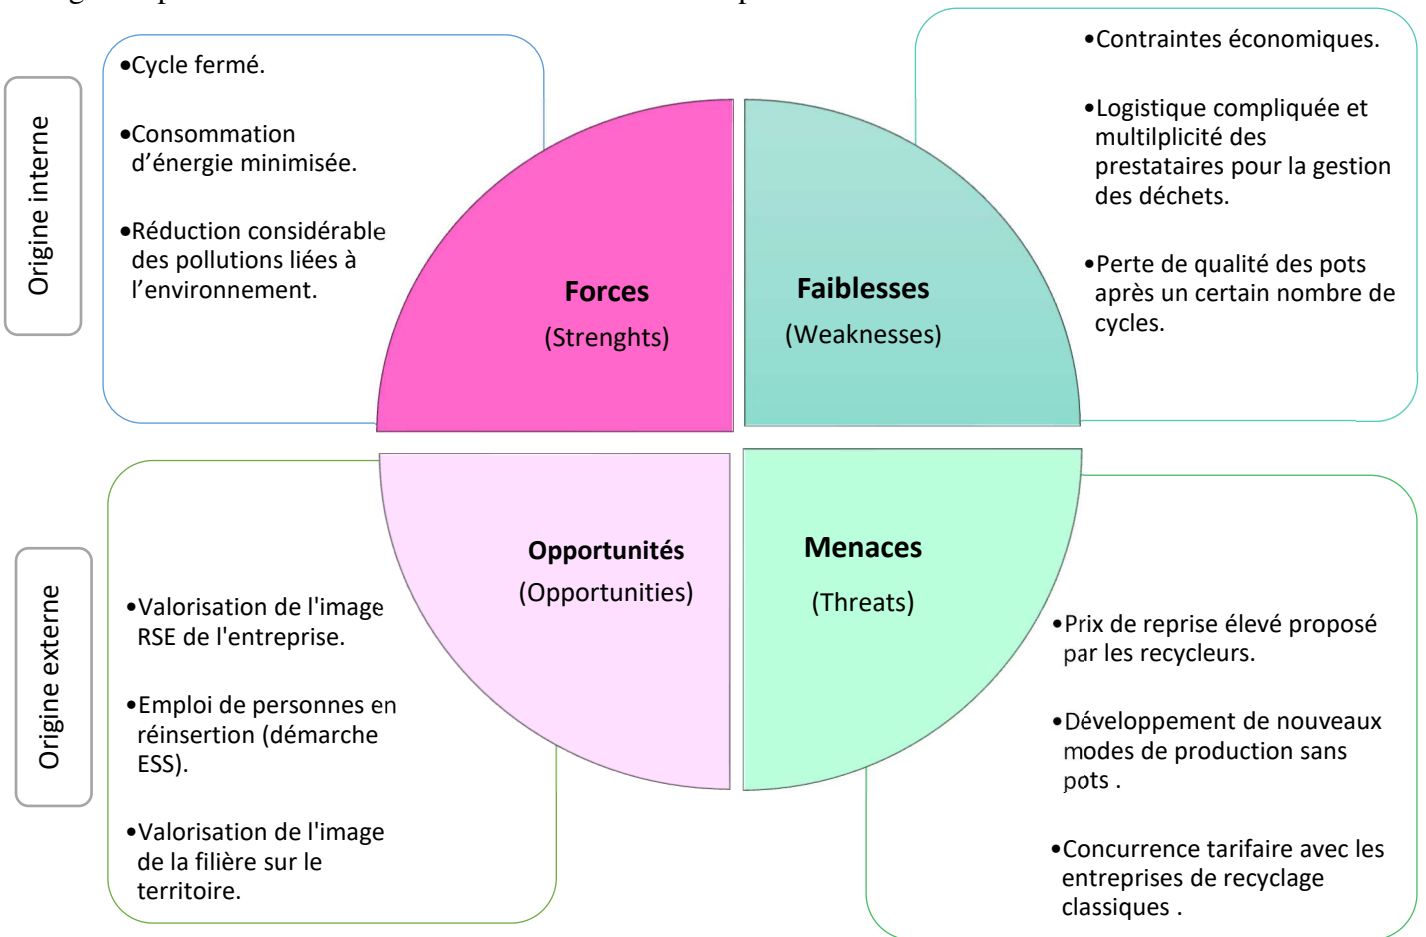 Origine interne
•Cycle fermé.
•Consommation
d’énergie minimisée.
•Réduction considérable
des pollutions liées à
l’environnement.
Forces
(Strenghts)
Faiblesses
(Weaknesses)
•Contraintes économiques.
•Logistique compliquée et
multilplicité des
prestataires pour la gestion
des déchets.
•Perte de qualité des pots
après un certain nombre de
cycles.
Origine externe
•Valorisation de l'image
RSE de l'entreprise.
•Emploi de personnes en
réinsertion (démarche
ESS).
•Valorisation de l'image
de la filière sur le
territoire.
Opportunités
(Opportunities)
Menaces
(Threats)
•Prix de reprise élevé proposé
par les recycleurs.
•Développement de nouveaux
modes de production sans
pots .
•Concurrence tarifaire avec les
entreprises de recyclage
classiques .